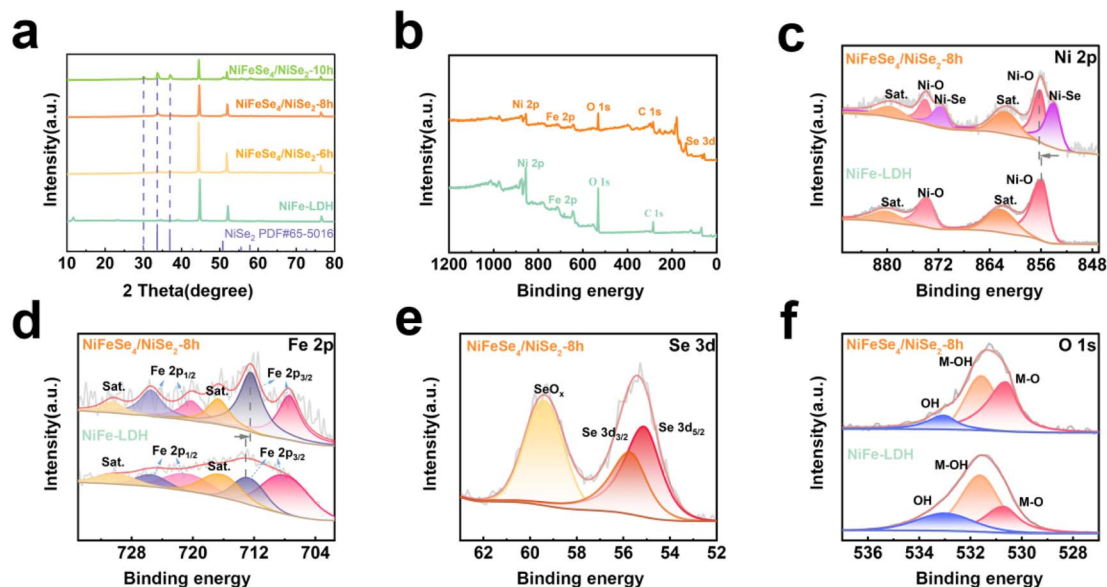 a
Intensity(a.u.)
NiFeSe₄/NiSe₂-10h
NiFeSe₄/NiSe₂-8h
NiFeSe₄/NiSe₂-6h
NiFe-LDH
NiSe₂ PDF#65-5016
10 20 30 40 50 60 70 80
2 Theta(degree)
b
Intensity(a.u.)
Ni 2p
Fe 2p
O 1s
C 1s
Se 3d
Ni 2p
Fe 2p
O 1s
C 1s
1200 1000 800 600 400 200 0
Binding energy
c
Intensity(a.u.)
NiFeSe₄/NiSe₂-8h
Ni 2p
Sat.
Ni-O
Ni-Se
Sat.
Ni-O
Ni-Se
NiFe-LDH
Sat.
Ni-O
Sat.
Ni-O
880 872 864 856 848
Binding energy
d
Intensity(a.u.)
NiFeSe₄/NiSe₂-8h
Fe 2p
Sat.
Fe 2p₁/₂
Sat.
Fe 2p₃/₂
NiFe-LDH
Sat.
Fe 2p₁/₂
Sat.
Fe 2p₃/₂
728 720 712 704
Binding energy
e
Intensity(a.u.)
NiFeSe₄/NiSe₂-8h
Se 3d
SeOₓ
Se 3d₃/₂
Se 3d₅/₂
62 60 58 56 54 52
Binding energy
f
Intensity(a.u.)
NiFeSe₄/NiSe₂-8h
O 1s
M-OH
M-O
OH
NiFe-LDH
M-OH
OH
M-O
536 534 532 530 528
Binding energy